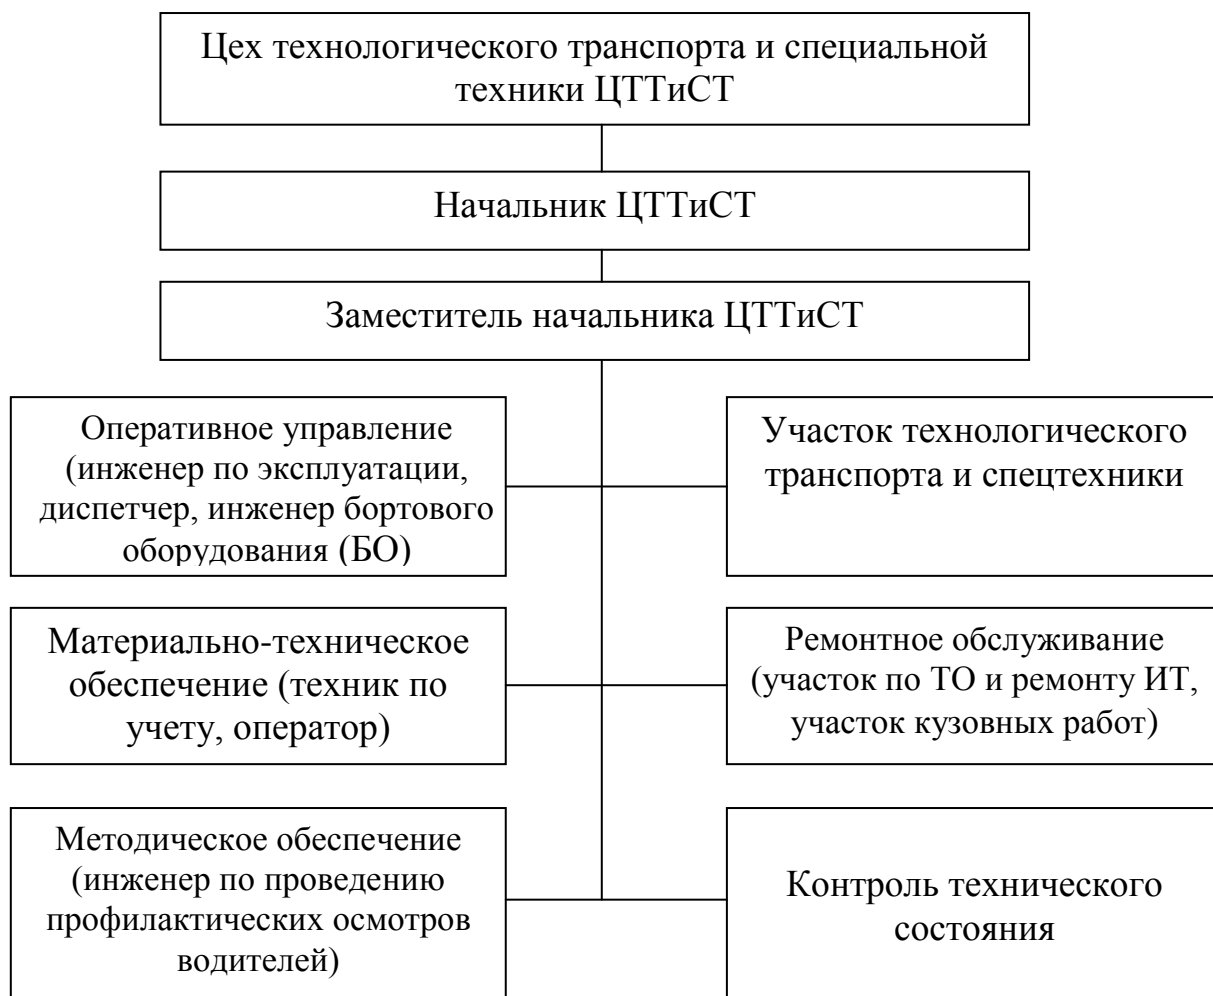 Цех технологического транспорта и специальной
техники ЦТТиСТ
Начальник ЦТТиСТ
Заместитель начальника ЦТТиСТ
Оперативное управление
(инженер по эксплуатации,
диспетчер, инженер бортового
оборудования (БО)
Участок технологического
транспорта и спецтехники
Материально-техническое
обеспечение (техник по
учету, оператор)
Ремонтное обслуживание
(участок по ТО и ремонту ИТ,
участок кузовных работ)
Методическое обеспечение
(инженер по проведению
профилактических осмотров
водителей)
Контроль технического
состояния